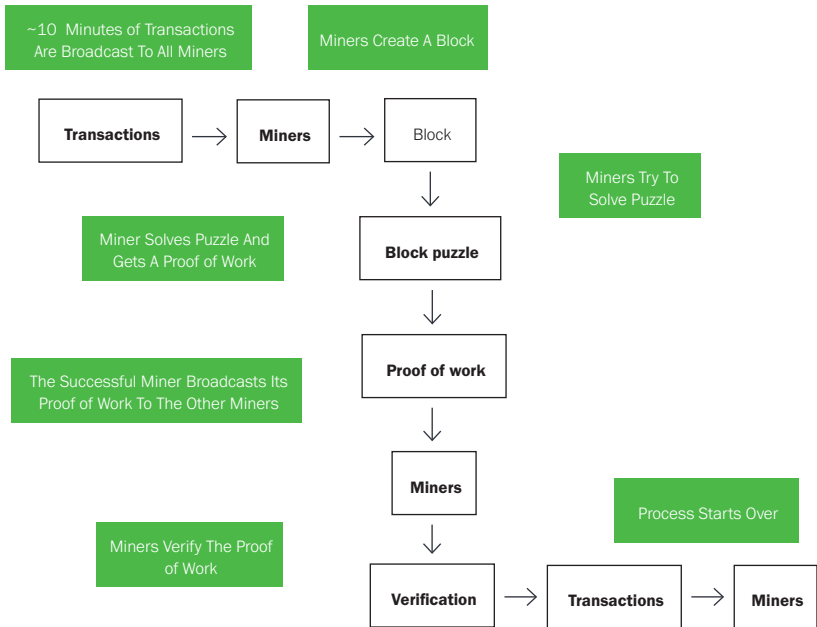 ~10 Minutes of Transactions
Are Broadcast To All Miners
Miners Create A Block
Transactions
Miners
Block
Miners Try To
Solve Puzzle
Miner Solves Puzzle And
Gets A Proof of Work
Block puzzle
Proof of work
The Successful Miner Broadcasts Its
Proof of Work To The Other Miners
Miners
Process Starts Over
Miners Verify The Proof
of Work
Verification
Transactions
Miners